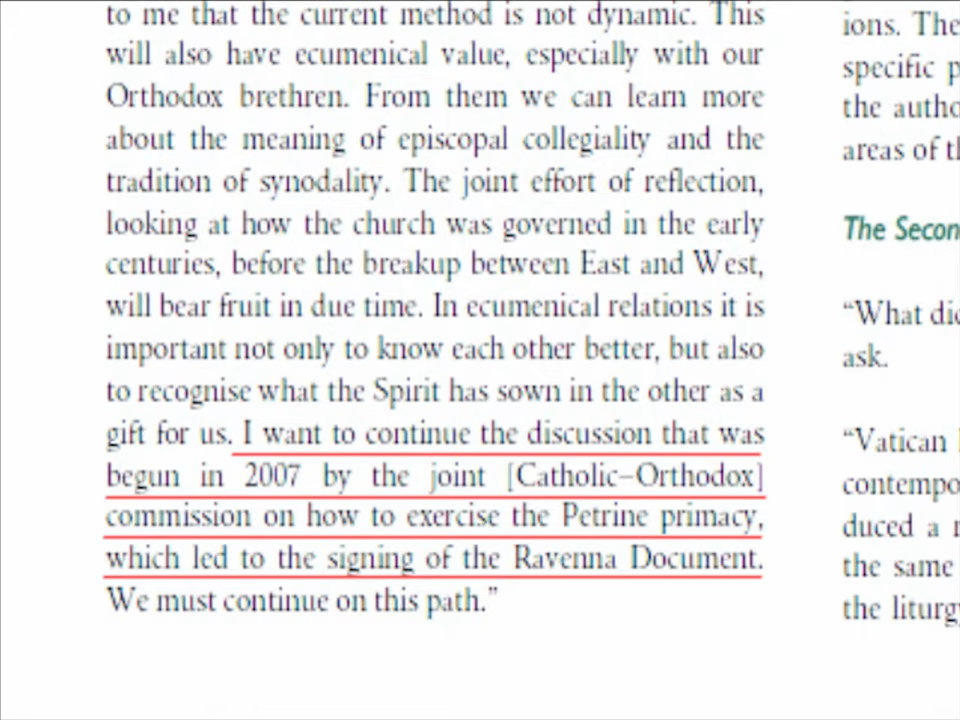 to me that the current method is not dynamic. This
will also have ecumenical value, especially with our
Orthodox brethren. From them we can learn more
about the meaning of episcopal collegiality and the
tradition of synodality. The joint effort of reflection,
looking at how the church was governed in the early
centuries, before the breakup between East and West,
will bear fruit in due time. In ecumenical relations it is
important not only to know each other better, but also
to recognise what the Spirit has sown in the other as a
gift for us. I want to continue the discussion that was
begun in 2007 by the joint [Catholic–Orthodox]
commission on how to exercise the Petrine primacy,
which led to the signing of the Ravenna Document.
We must continue on this path.”
ions. The
specific
the
areas of
The
“What
ask.
“Vatican
the same
the